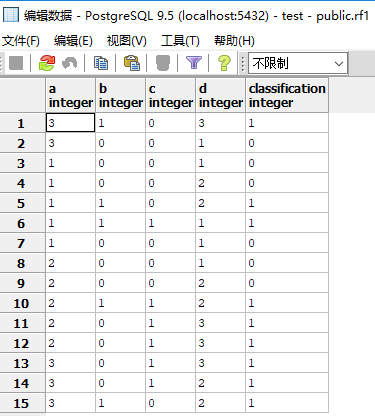 编辑数据 - PostgreSQL 9.5 (localhost:5432) - test - public.rf1
文件(F) 编辑(E) 视图(V) 工具(T) 帮助(H)
不限制
a b c d classification
integer integer integer integer integer
1 3 1 0 3 1
2 3 0 0 1 0
3 1 0 0 1 0
4 1 0 0 2 0
5 1 1 0 2 1
6 1 1 1 1 1
7 1 0 0 1 0
8 2 0 0 1 0
9 2 0 0 2 0
10 2 1 1 2 1
11 2 0 1 3 1
12 2 0 1 3 1
13 3 0 1 3 1
14 3 0 1 2 1
15 3 1 0 2 1